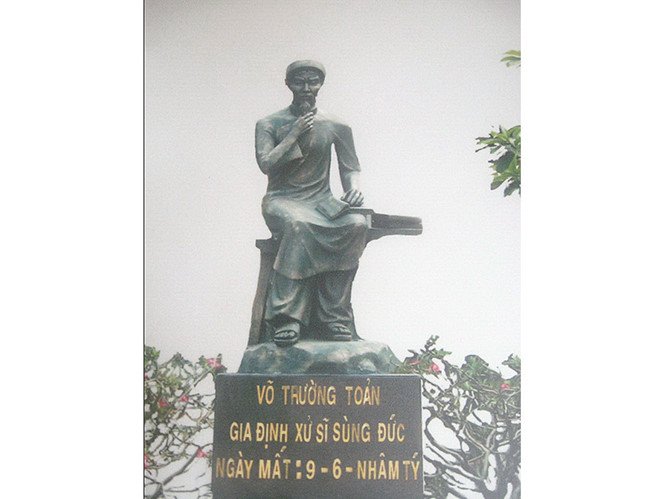 VÕ TRƯỜNG TOẢN
GIA ĐỊNH XỬ SĨ SÙNG ĐỨC
NGÀY MẤT: 9 - 6 - NHÂM TÝ